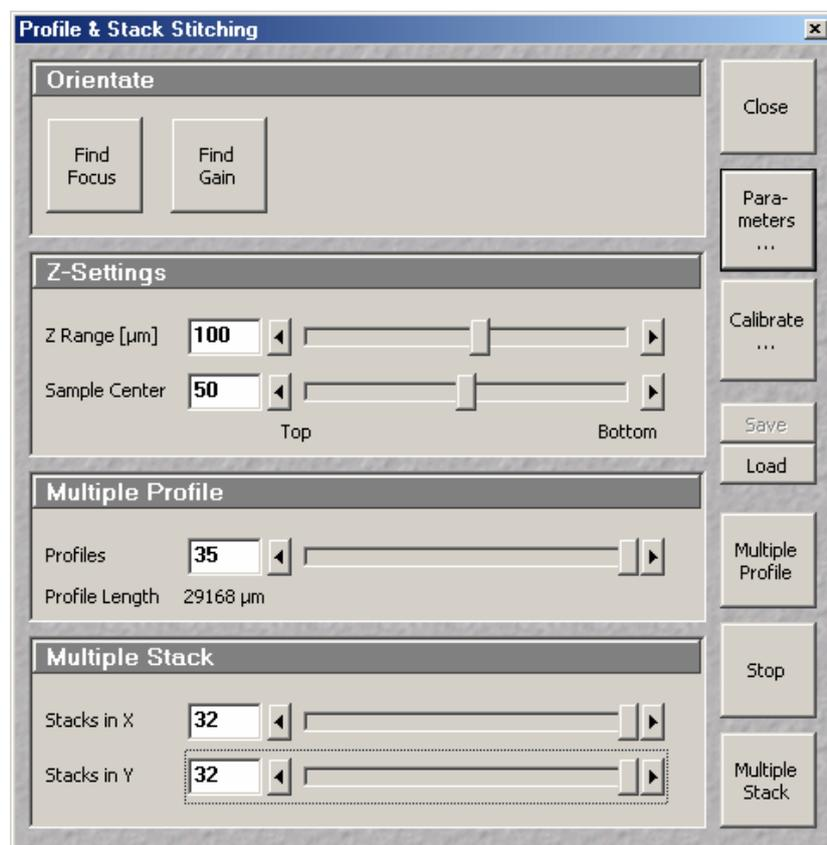 Profile & Stack Stitching
Orientate
Find
Focus
Find
Gain
Z-Settings
Z Range [µm] 100
Sample Center 50
Top Bottom
Multiple Profile
Profiles 35
Profile Length 29168 µm
Multiple Stack
Stacks in X 32
Stacks in Y 32
Close
Para-
meters
...
Calibrate
...
Save
Load
Multiple
Profile
Stop
Multiple
Stack